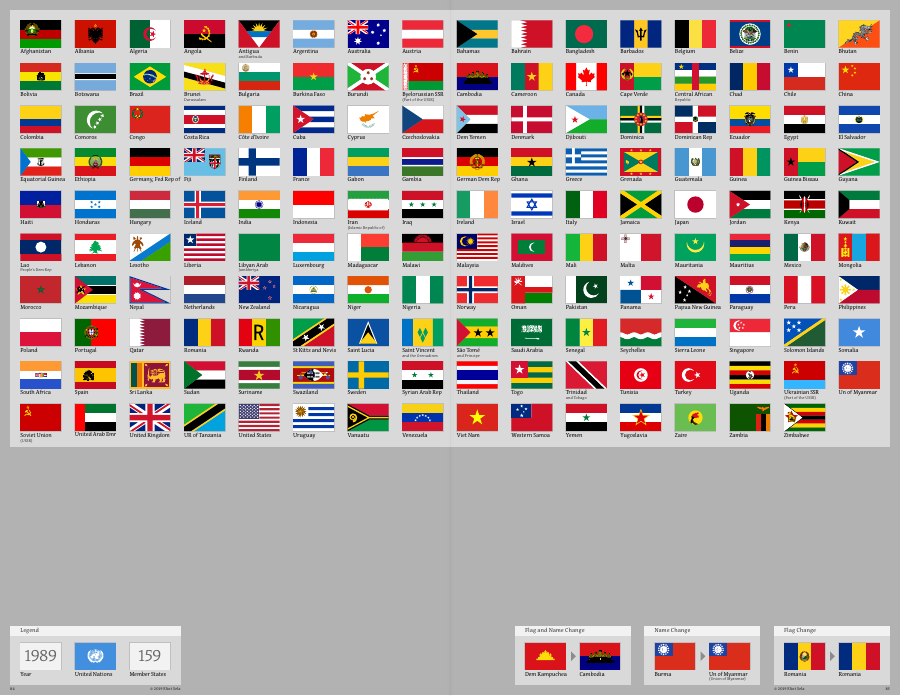 Afghanistan Albania Algeria Angola Antigua Argentina Australia Austria Bahamas Bahrain Bangladesh Barbados Belgium Belize Benin Bhutan
and Barbuda
Bolivia Botswana Brazil Brunei Bulgaria Burkina Faso Burundi Byelorussian SSR Cambodia Cameroon Canada Cape Verde Central African Chad Chile China
Darussalam (Part of the USSR) Republic
Colombia Comoros Congo Costa Rica Côte d'Ivoire Cuba Cyprus Czechoslovakia Dem Yemen Denmark Djibouti Dominica Dominican Rep Ecuador Egypt El Salvador
Equatorial Guinea Ethiopia Germany, Fed Rep of Fiji Finland France Gabon Gambia German Dem Rep Ghana Greece Grenada Guatemala Guinea Guinea Bissau Guyana
Haiti Honduras Hungary Iceland India Indonesia Iran Iraq Ireland Israel Italy Jamaica Japan Jordan Kenya Kuwait
(Islamic Republic of)
Lao Lebanon Lesotho Liberia Libyan Arab Luxembourg Madagascar Malawi Malaysia Maldives Mali Malta Mauritania Mauritius Mexico Mongolia
People's Dem Rep Jamahiriya
Morocco Mozambique Nepal Netherlands New Zealand Nicaragua Niger Nigeria Norway Oman Pakistan Panama Papua New Guinea Paraguay Peru Philippines
Poland Portugal Qatar Romania Rwanda St Kitts and Nevis Saint Lucia Saint Vincent São Tomé Saudi Arabia Senegal Seychelles Sierra Leone Singapore Solomon Islands Somalia
and the Grenadines and Príncipe
South Africa Spain Sri Lanka Sudan Suriname Swaziland Sweden Syrian Arab Rep Thailand Togo Trinidad Tunisia Turkey Uganda Ukrainian SSR Un of Myanmar
and Tobago (Part of the USSR)
Soviet Union United Arab Emr United Kingdom UR of Tanzania United States Uruguay Vanuatu Venezuela Viet Nam Western Samoa Yemen Yugoslavia Zaire Zambia Zimbabwe
(USSR)
Legend
1989 159
Year United Nations Member States
Flag and Name Change
Dem Kampuchea Cambodia
Name Change
Burma Un of Myanmar
(Union of Myanmar)
Flag Change
Romania Romania